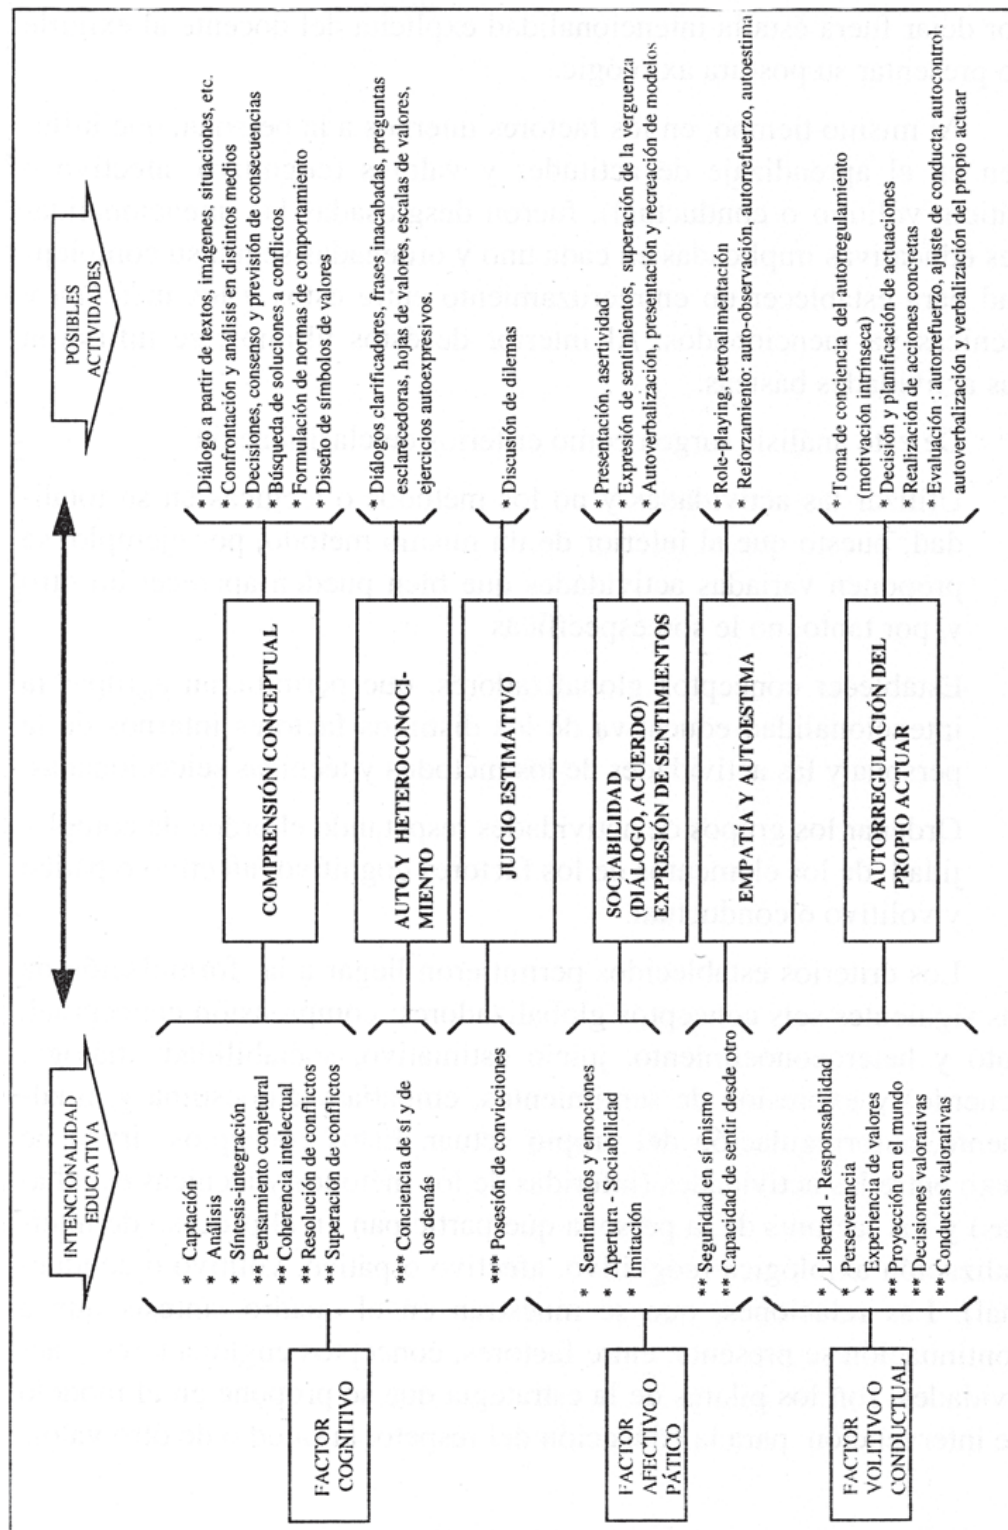 INTENCIONALIDAD
EDUCATIVA
POSIBLES
ACTIVIDADES
FACTOR
COGNITIVO
* Captación
* Análisis
* Síntesis-integración
** Pensamiento conjetural
** Coherencia intelectual
** Resolución de conflictos
** Superación de conflictos
COMPRENSIÓN CONCEPTUAL
* Diálogo a partir de textos, imágenes, situaciones, etc.
* Confrontación y análisis en distintos medios
* Decisiones, consenso y previsión de consecuencias
* Búsqueda de soluciones a conflictos
* Formulación de normas de comportamiento
* Diseño de símbolos de valores
*** Conciencia de sí y de
los demás
AUTO Y HETEROCONOCI-
MIENTO
* Diálogos clarificadores, frases inacabadas, preguntas
esclarecedoras, hojas de valores, escalas de valores,
ejercicios autoexpresivos.
*** Posesión de convicciones
JUICIO ESTIMATIVO
* Discusión de dilemas
FACTOR
AFECTIVO O
PÁTICO
* Sentimientos y emociones
* Apertura - Sociabilidad
* Imitación
SOCIABILIDAD
(DIÁLOGO, ACUERDO)
EXPRESIÓN DE SENTIMIENTOS
* Presentación, asertividad
* Expresión de sentimientos, superación de la verguenza
* Autoverbalización, presentación y recreación de modelos
** Seguridad en sí mismo
** Capacidad de sentir desde otro
EMPATIA Y AUTOESTIMA
* Role-playing, retroalimentación
* Reforzamiento: auto-observación, autorrefuerzo, autoestima
FACTOR
VOLITIVO O
CONDUCTUAL
* Libertad - Responsabilidad
* Perseverancia
* Experiencia de valores
** Proyección en el mundo
** Decisiones valorativas
** Conductas valorativas
AUTORREGULACIÓN DEL
PROPIO ACTUAR
* Toma de conciencia del autorregulamiento
(motivación intrínseca)
* Decisión y planificación de actuaciones
* Realización de acciones concretas
* Evaluación : autorrefuerzo, ajuste de conducta, autocontrol,
autoverbalización verbalización del propio actuar